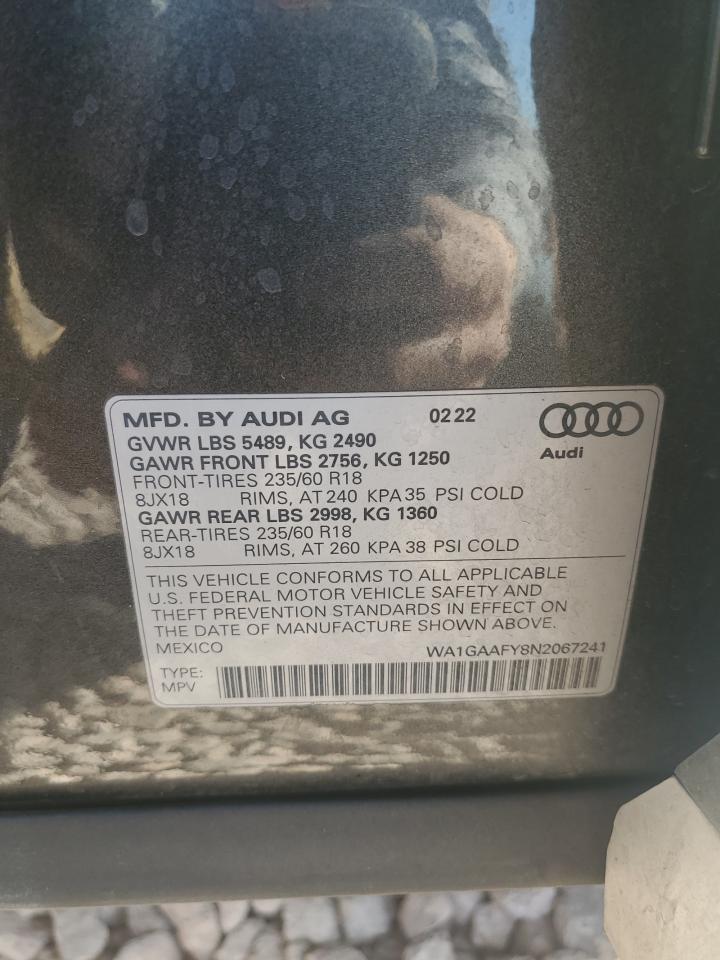 MFD. BY AUDI AG 0222
Audi
GVWR LBS 5489, KG 2490
GAWR FRONT LBS 2756, KG 1250
FRONT-TIRES 235/60 R18
8JX18 RIMS, AT 240 KPA 35 PSI COLD
GAWR REAR LBS 2998, KG 1360
REAR-TIRES 235/60 R18
8JX18 RIMS, AT 260 KPA 38 PSI COLD
THIS VEHICLE CONFORMS TO ALL APPLICABLE
U.S. FEDERAL MOTOR VEHICLE SAFETY AND
THEFT PREVENTION STANDARDS IN EFFECT ON
THE DATE OF MANUFACTURE SHOWN ABOVE.
MEXICO WA1GAAFY8N2067241
TYPE:
MPV